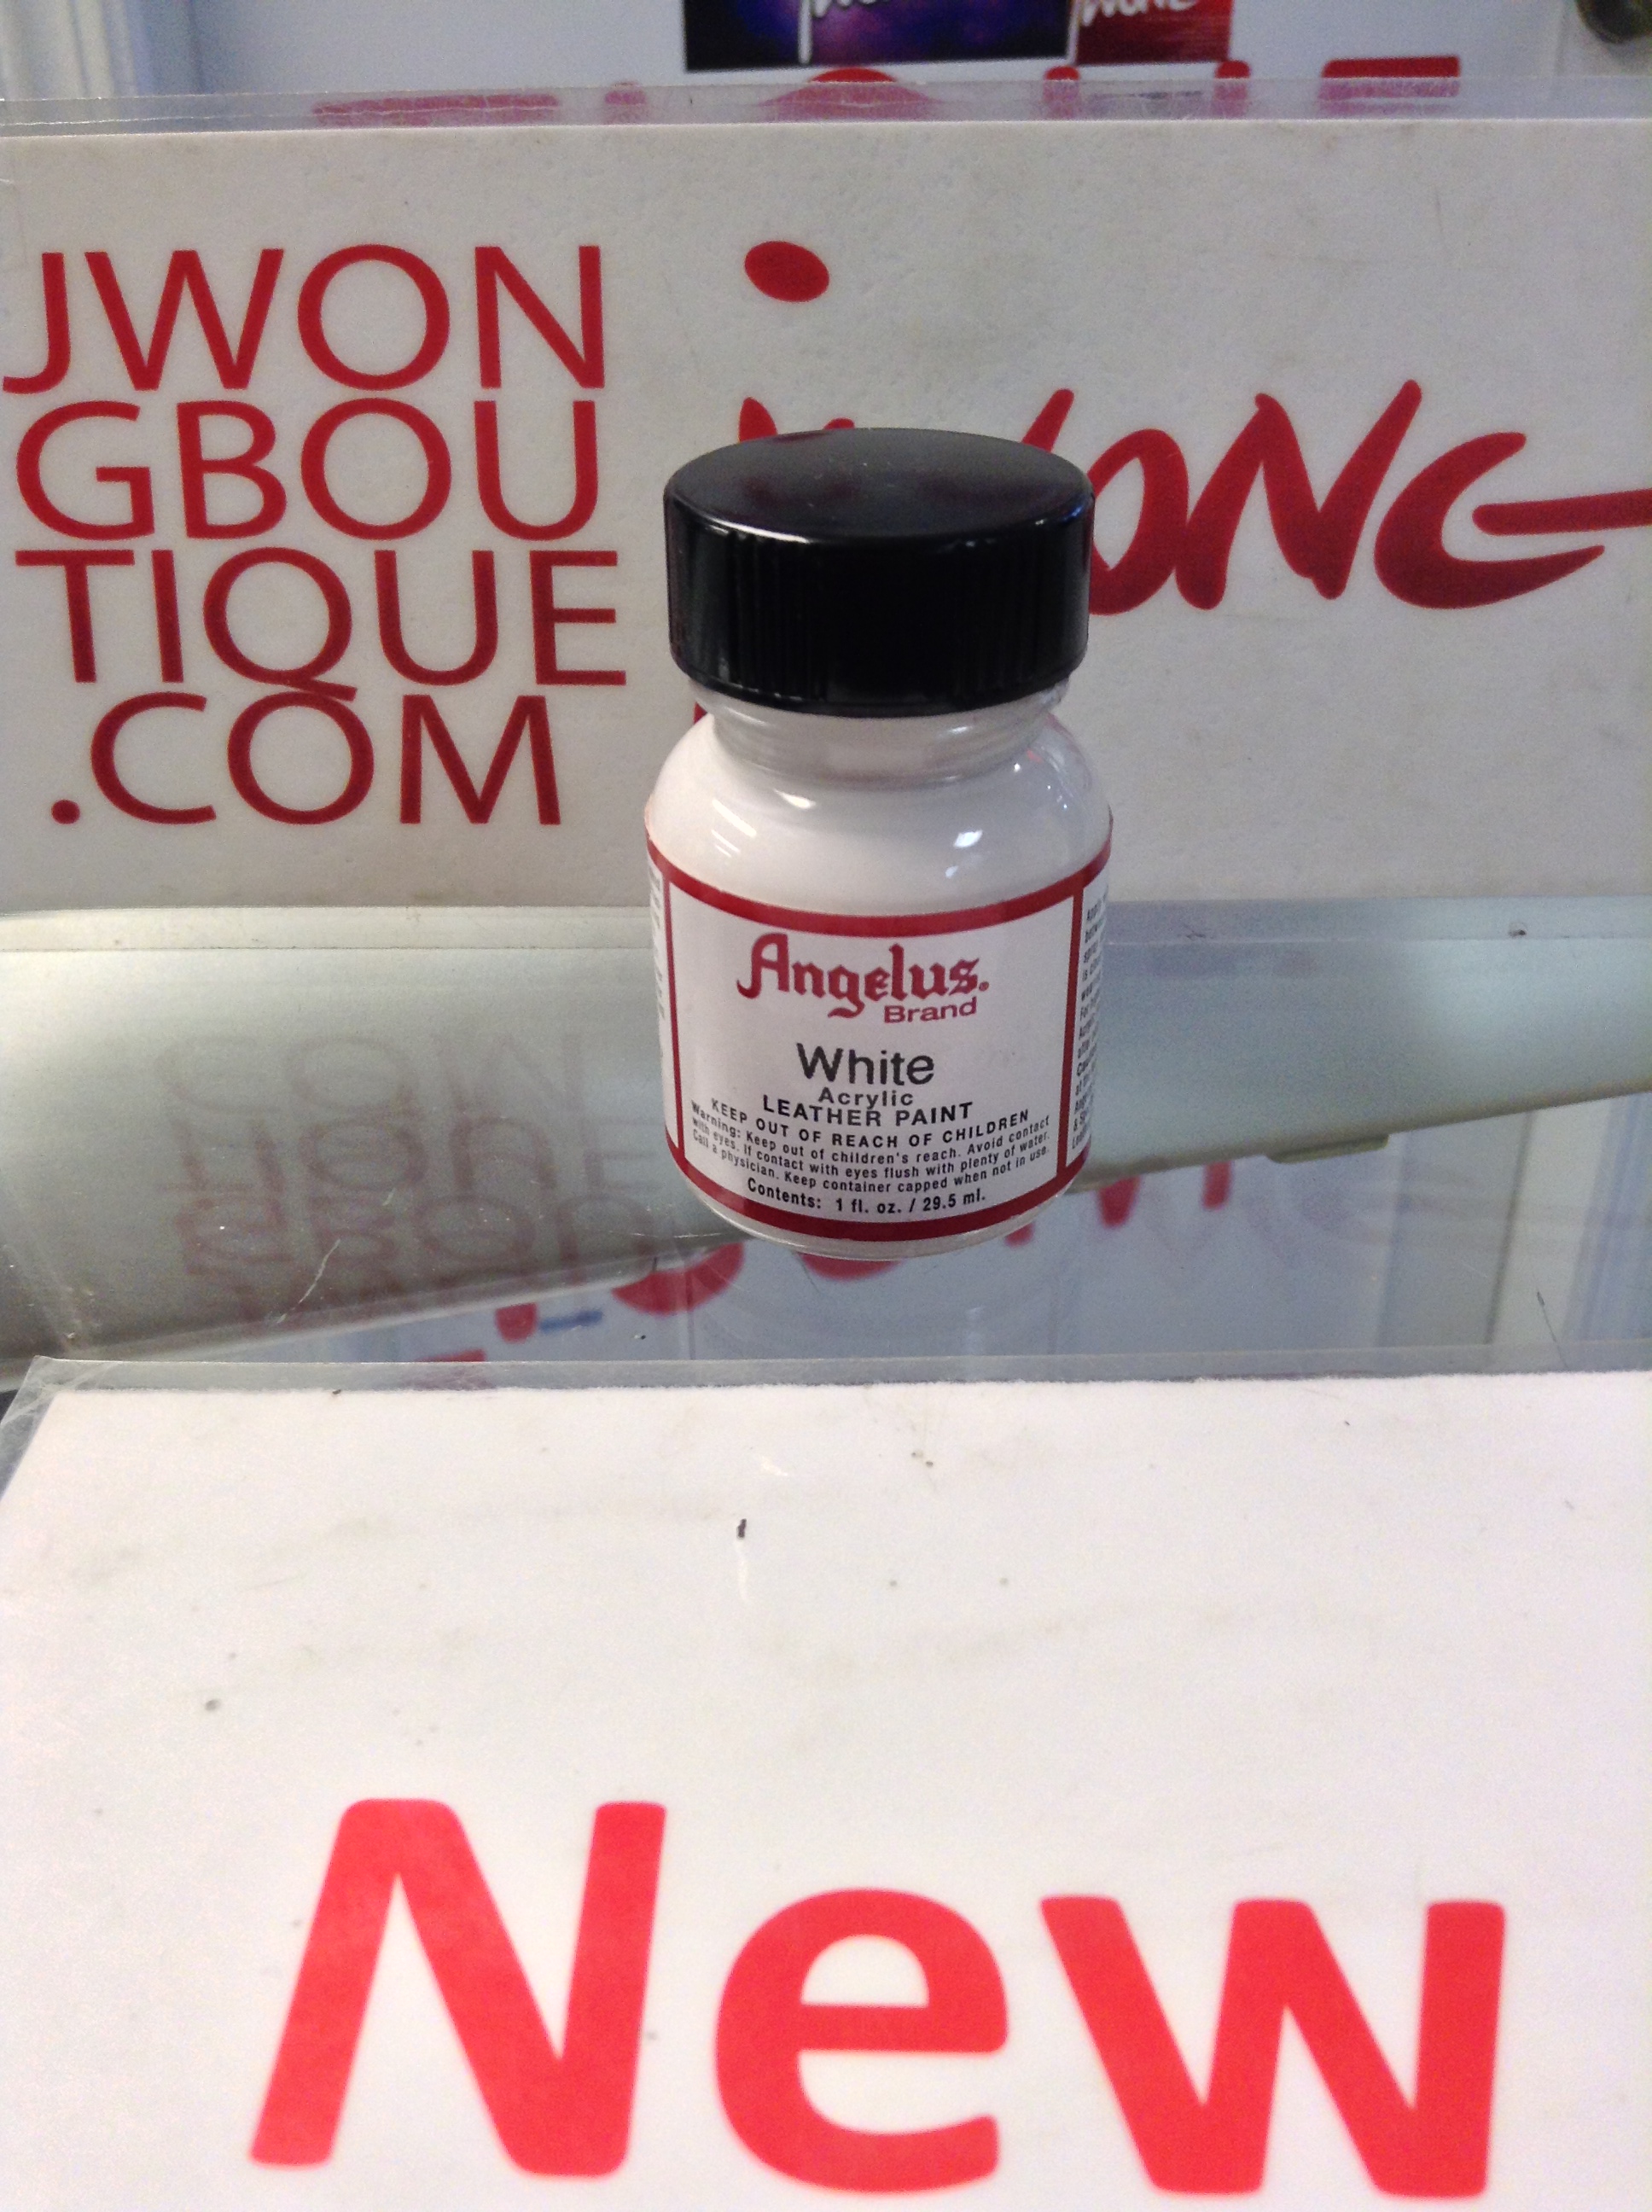 JWON
GBOU
TIQUE
.COM
Angelus.
Brand
White
Acrylic
LEATHER PAINT
KEEP OUT OF REACH OF CHILDREN
Warning: Keep out of children's reach. Avoid contact
with eyes. If contact with eyes flush with plenty of water.
Call a physician. Keep container capped when not in use.
Contents: 1 fl. oz. / 29.5 ml.
New